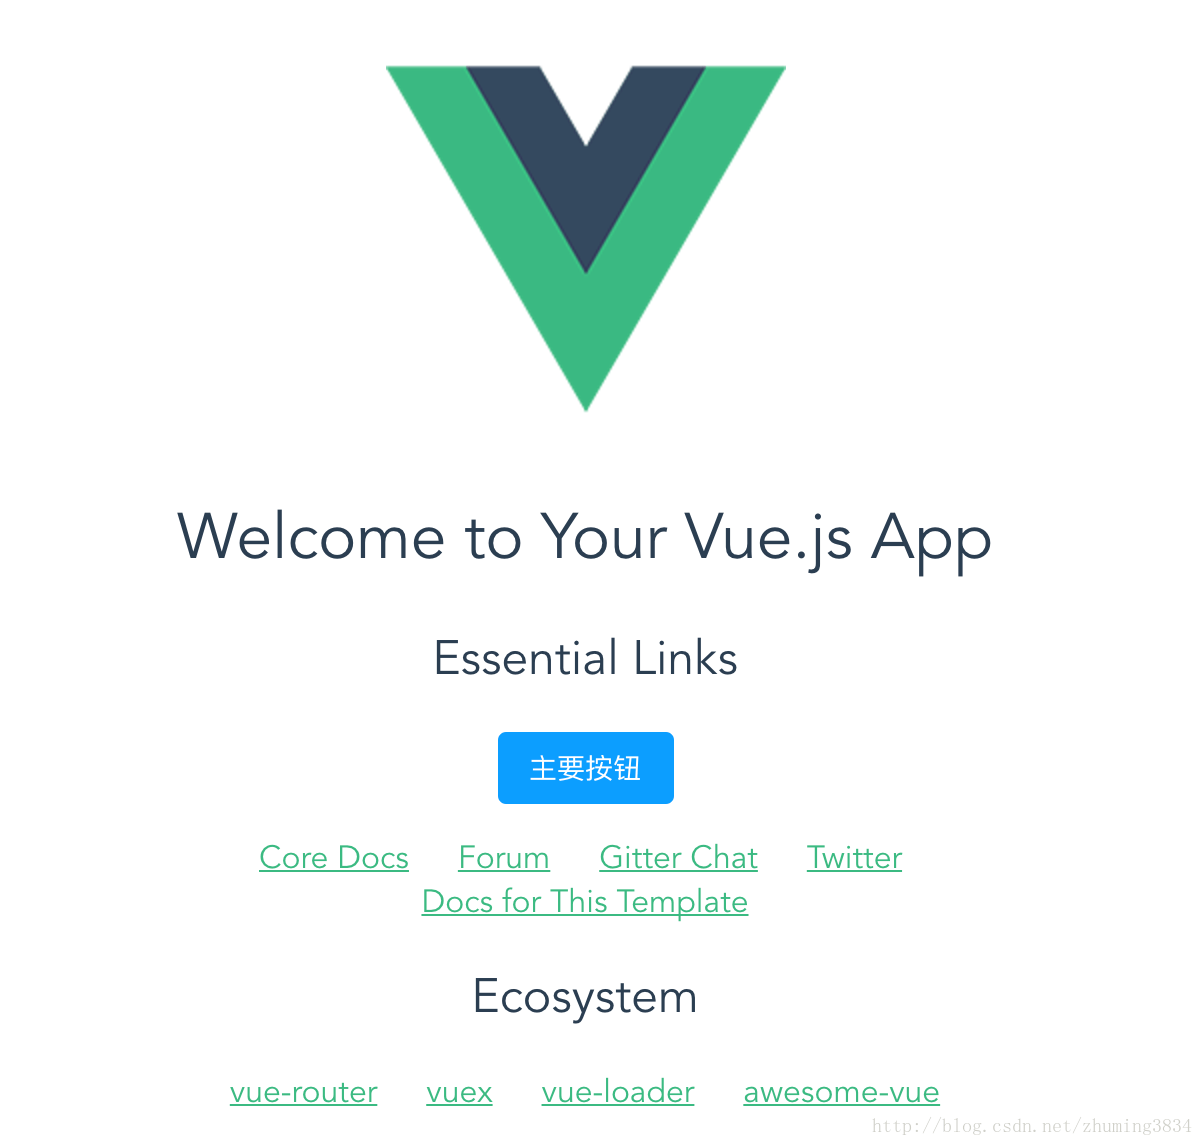 Welcome to Your Vue.js App
Essential Links
主要按钮
Core Docs Forum Gitter Chat Twitter
Docs for This Template
Ecosystem
vue-router vuex vue-loader awesome-vue
http://blog.csdn.net/zhuming3834